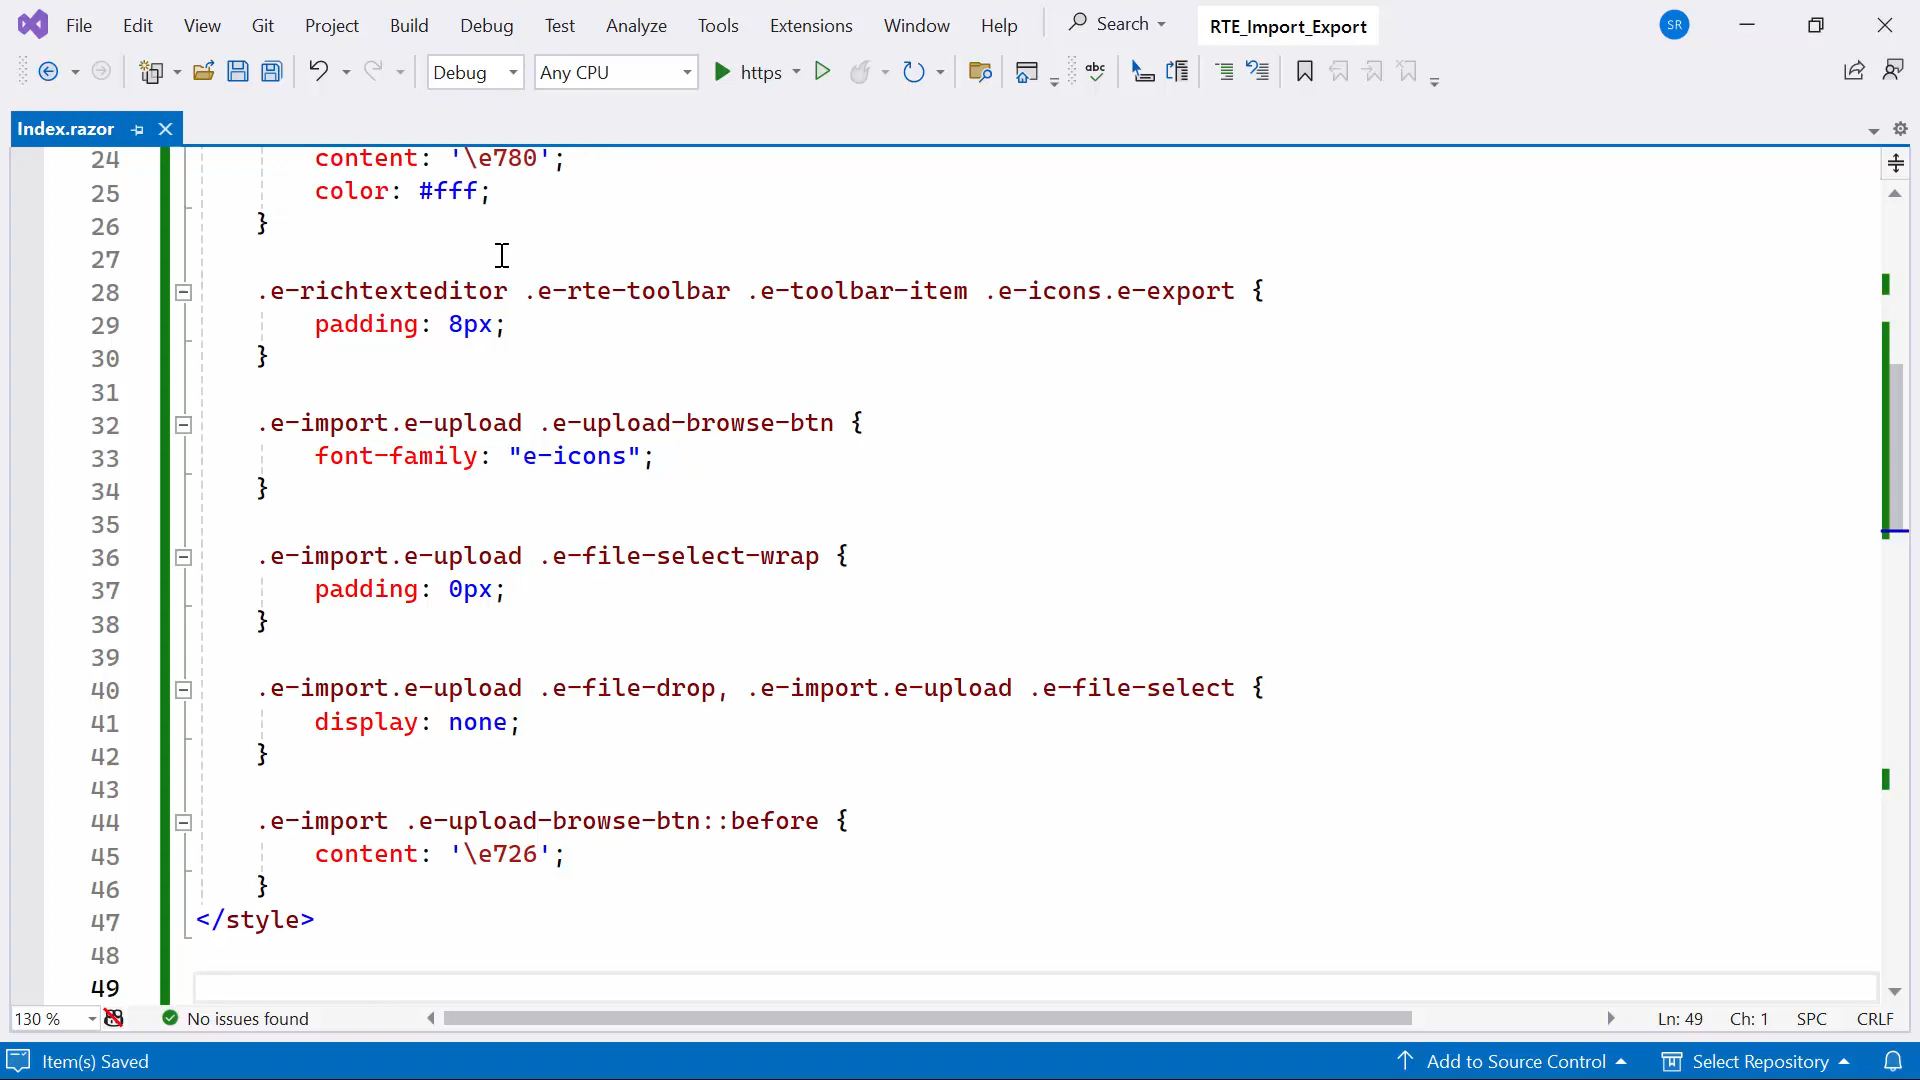 File Edit View Git Project Build Debug Test Analyze Tools Extensions Window Help Search RTE_Import_Export SR
Debug Any CPU https abc
Index.razor
24 content: '\e780';
25 color: #fff;
26 }
27
28 .e-richtexteditor .e-rte-toolbar .e-toolbar-item .e-icons.e-export {
29 padding: 8px;
30 }
31
32 .e-import.e-upload .e-upload-browse-btn {
33 font-family: "e-icons";
34 }
35
36 .e-import.e-upload .e-file-select-wrap {
37 padding: 0px;
38 }
39
40 .e-import.e-upload .e-file-drop, .e-import.e-upload .e-file-select {
41 display: none;
42 }
43
44 .e-import .e-upload-browse-btn::before {
45 content: '\e726';
46 }
47 </style>
48
49
130 % No issues found Ln: 49 Ch: 1 SPC CRLF
Item(s) Saved Add to Source Control Select Repository